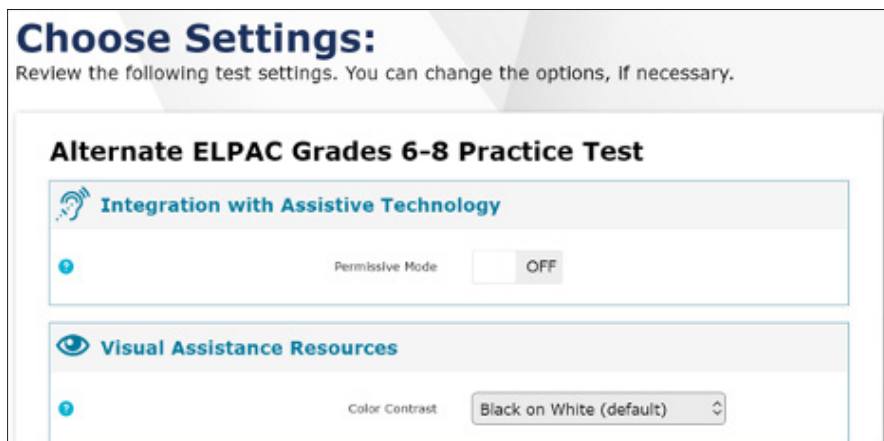 Choose Settings:
Review the following test settings. You can change the options, if necessary.
Alternate ELPAC Grades 6-8 Practice Test
Integration with Assistive Technology
? Permissive Mode OFF
Visual Assistance Resources
? Color Contrast Black on White (default)